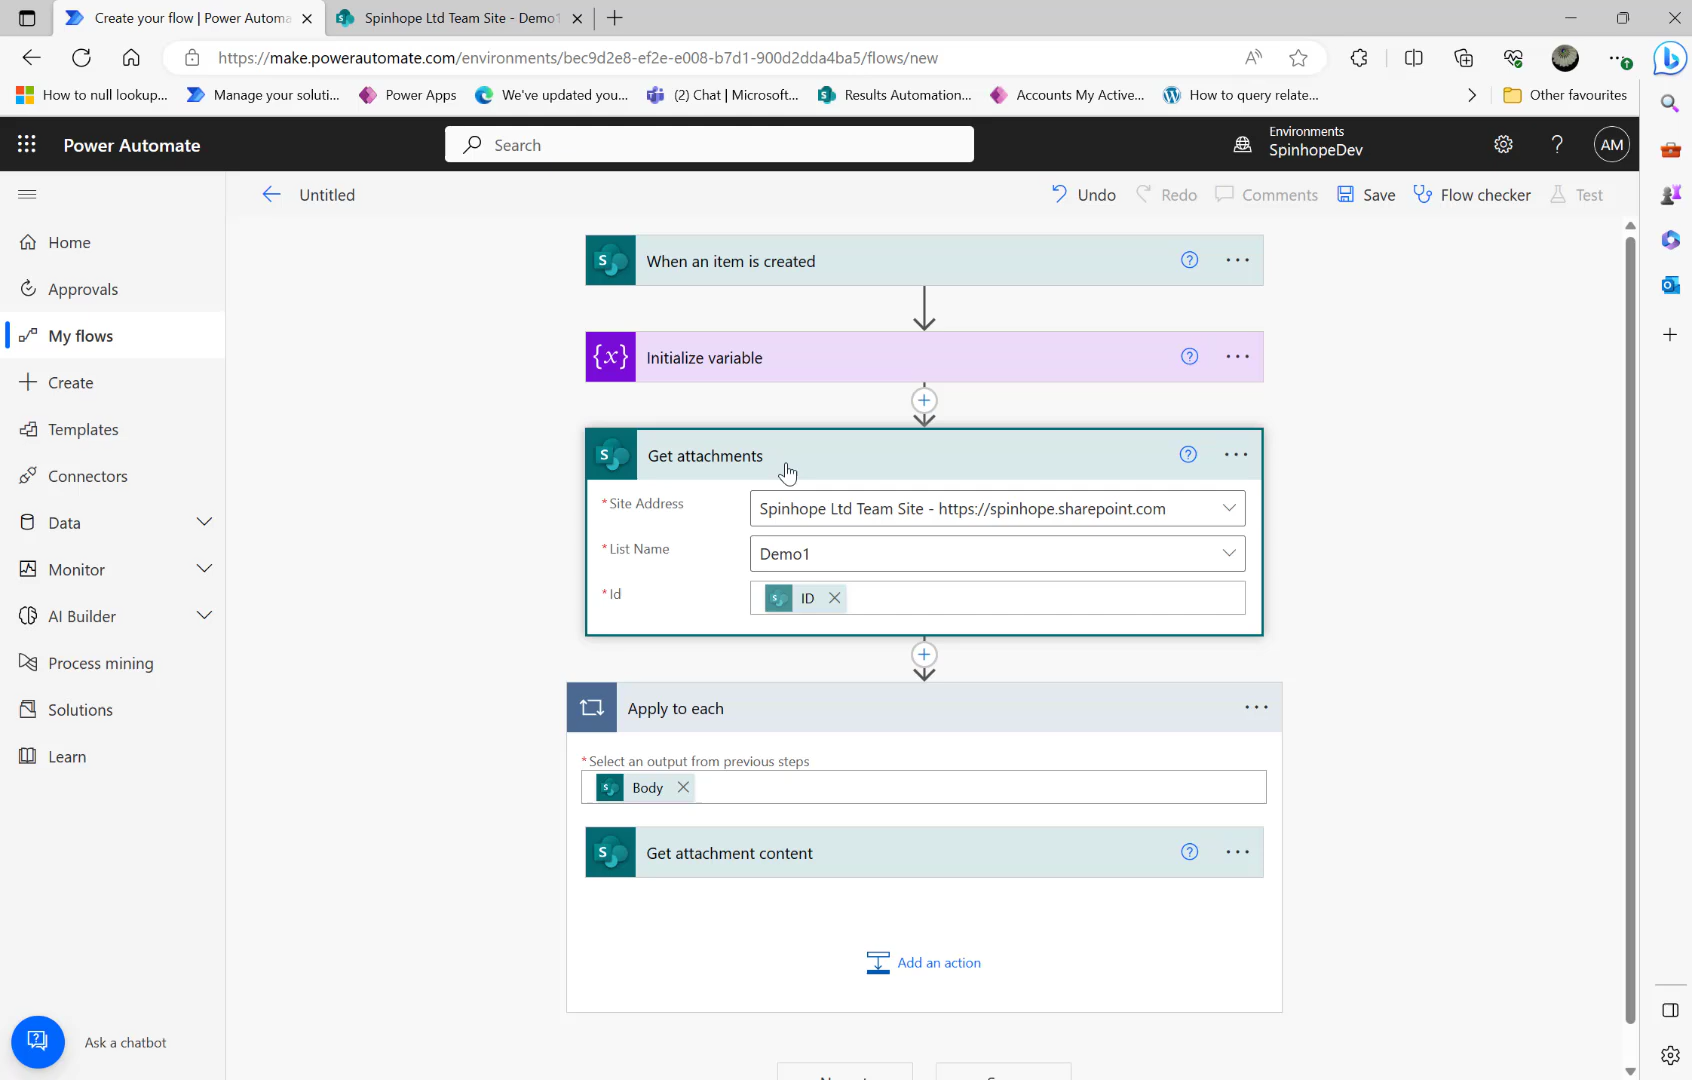 Create your flow | Power Automa
Spinhope Ltd Team Site - Demo1
https://make.powerautomate.com/environments/bec9d2e8-ef2e-e008-b7d1-900d2dda4ba5/flows/new
How to null lookup...
Manage your soluti...
Power Apps
We've updated you...
(2) Chat | Microsoft...
Results Automation...
Accounts My Active...
How to query relate...
Other favourites
Power Automate
Search
Environments
SpinhopeDev
AM
Untitled
Undo
Redo
Comments
Save
Flow checker
Test
Home
Approvals
My flows
Create
Templates
Connectors
Data
Monitor
AI Builder
Process mining
Solutions
Learn
Ask a chatbot
When an item is created
{x} Initialize variable
Get attachments
* Site Address
Spinhope Ltd Team Site - https://spinhope.sharepoint.com
* List Name
Demo1
* Id
ID
Apply to each
* Select an output from previous steps
Body
Get attachment content
Add an action